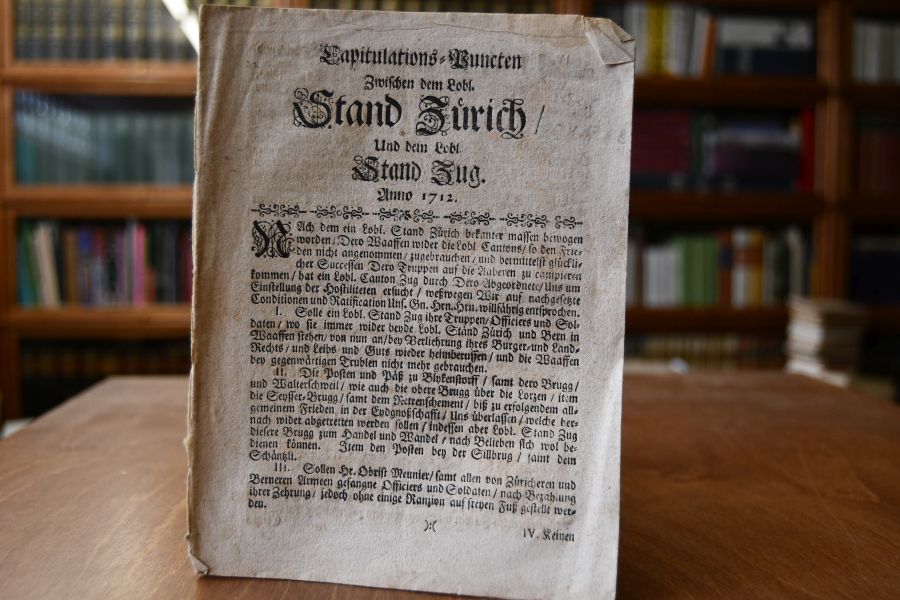 Capitulations-Puncten
Zwischen dem Lobl.
Stand Zürich /
Und dem Lobl.
Stand Zug.
Anno 1712.
NAch dem ein Lobl. Stand Zürich bekanter massen bewogen
worden / Dero Waaffen wider die Lobl Cantons / so den Frie-
den nicht angenommen / zugebrauchen / und vermittelst glückli-
cher Successen Dero Truppen auf die Baberen zu campieren
kommen / hat ein Lobl. Canton Zug durch Dero Abgeordnete / Uns um
Einstellung der Hostiliteten ersucht / weßwegen Wir auf nachgesetzte
Conditionen und Ratification Uns. Gn. Hrn. Hrn. willfährig entsprochen.
I. Solle ein Lobl. Stand Zug ihre Truppen / Officiers und Sol-
daten / wo sie immer wider beyde Lobl. Ständ Zürich und Bern in
Waaffen stehen / von nun an / bey Verliehrung ihres Burger- und Land-
Rechts / und Leibs und Guts wieder heimberuffen / und die Waaffen
bey gegenwärtigen Trublen nicht mehr gebrauchen.
II. Die Posten und Päß zu Blykenstorff / samt dero Brugg /
und Walterschweil / wie auch die obere Brugg über die Lorzen / item
die Seysser-Brugg / samt dem Retrenschement / biß zu erfolgendem all-
gemeinem Frieden in der Eydgnoßschafft / Uns überlassen / welche her-
nach wider abgetretten werden sollen / indessen aber Lobl. Stand Zug
diesere Brugg zum Handel und Wandel / nach Belieben sich wol be-
dienen können. Item den Posten bey der Sillbrug / samt dem
Schäntzli.
III. Sollen Hr. Obrist Meunier / samt allen von Züricheren und
Berneren Armeen gefangne Officiers und Soldaten / nach Bezahlung
ihrer Zehrung / jedoch ohne einige Ranzion auf freyen Fuß gestellt wer-
den.
):(
IV. Keinen